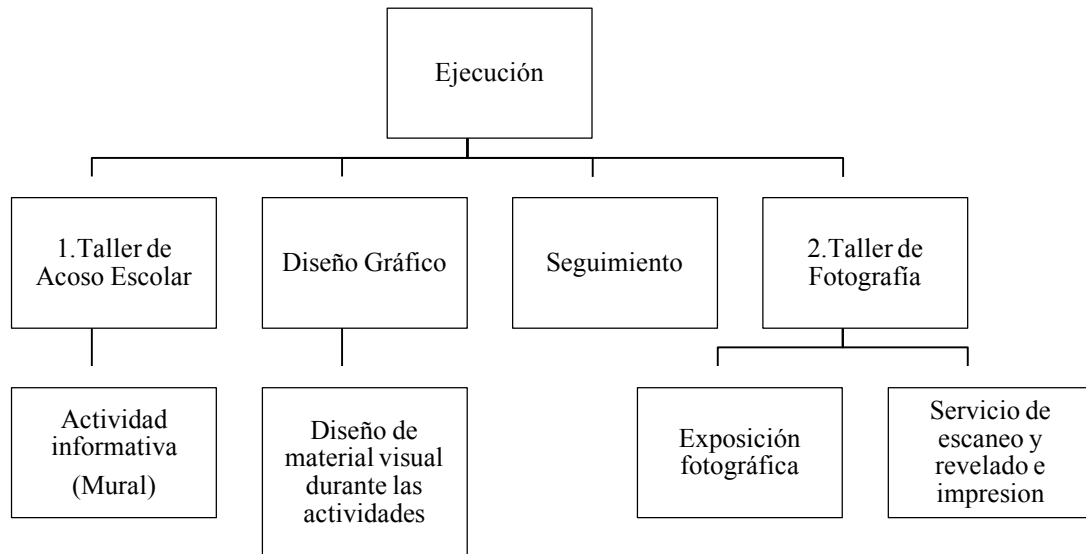 Ejecución
1.Taller de
Acoso Escolar
Diseño Gráfico
Seguimiento
2.Taller de
Fotografía
Actividad
informativa
(Mural)
Diseño de
material visual
durante las
actividades
Exposición
fotográfica
Servicio de
escaneo y
revelado e
impresion